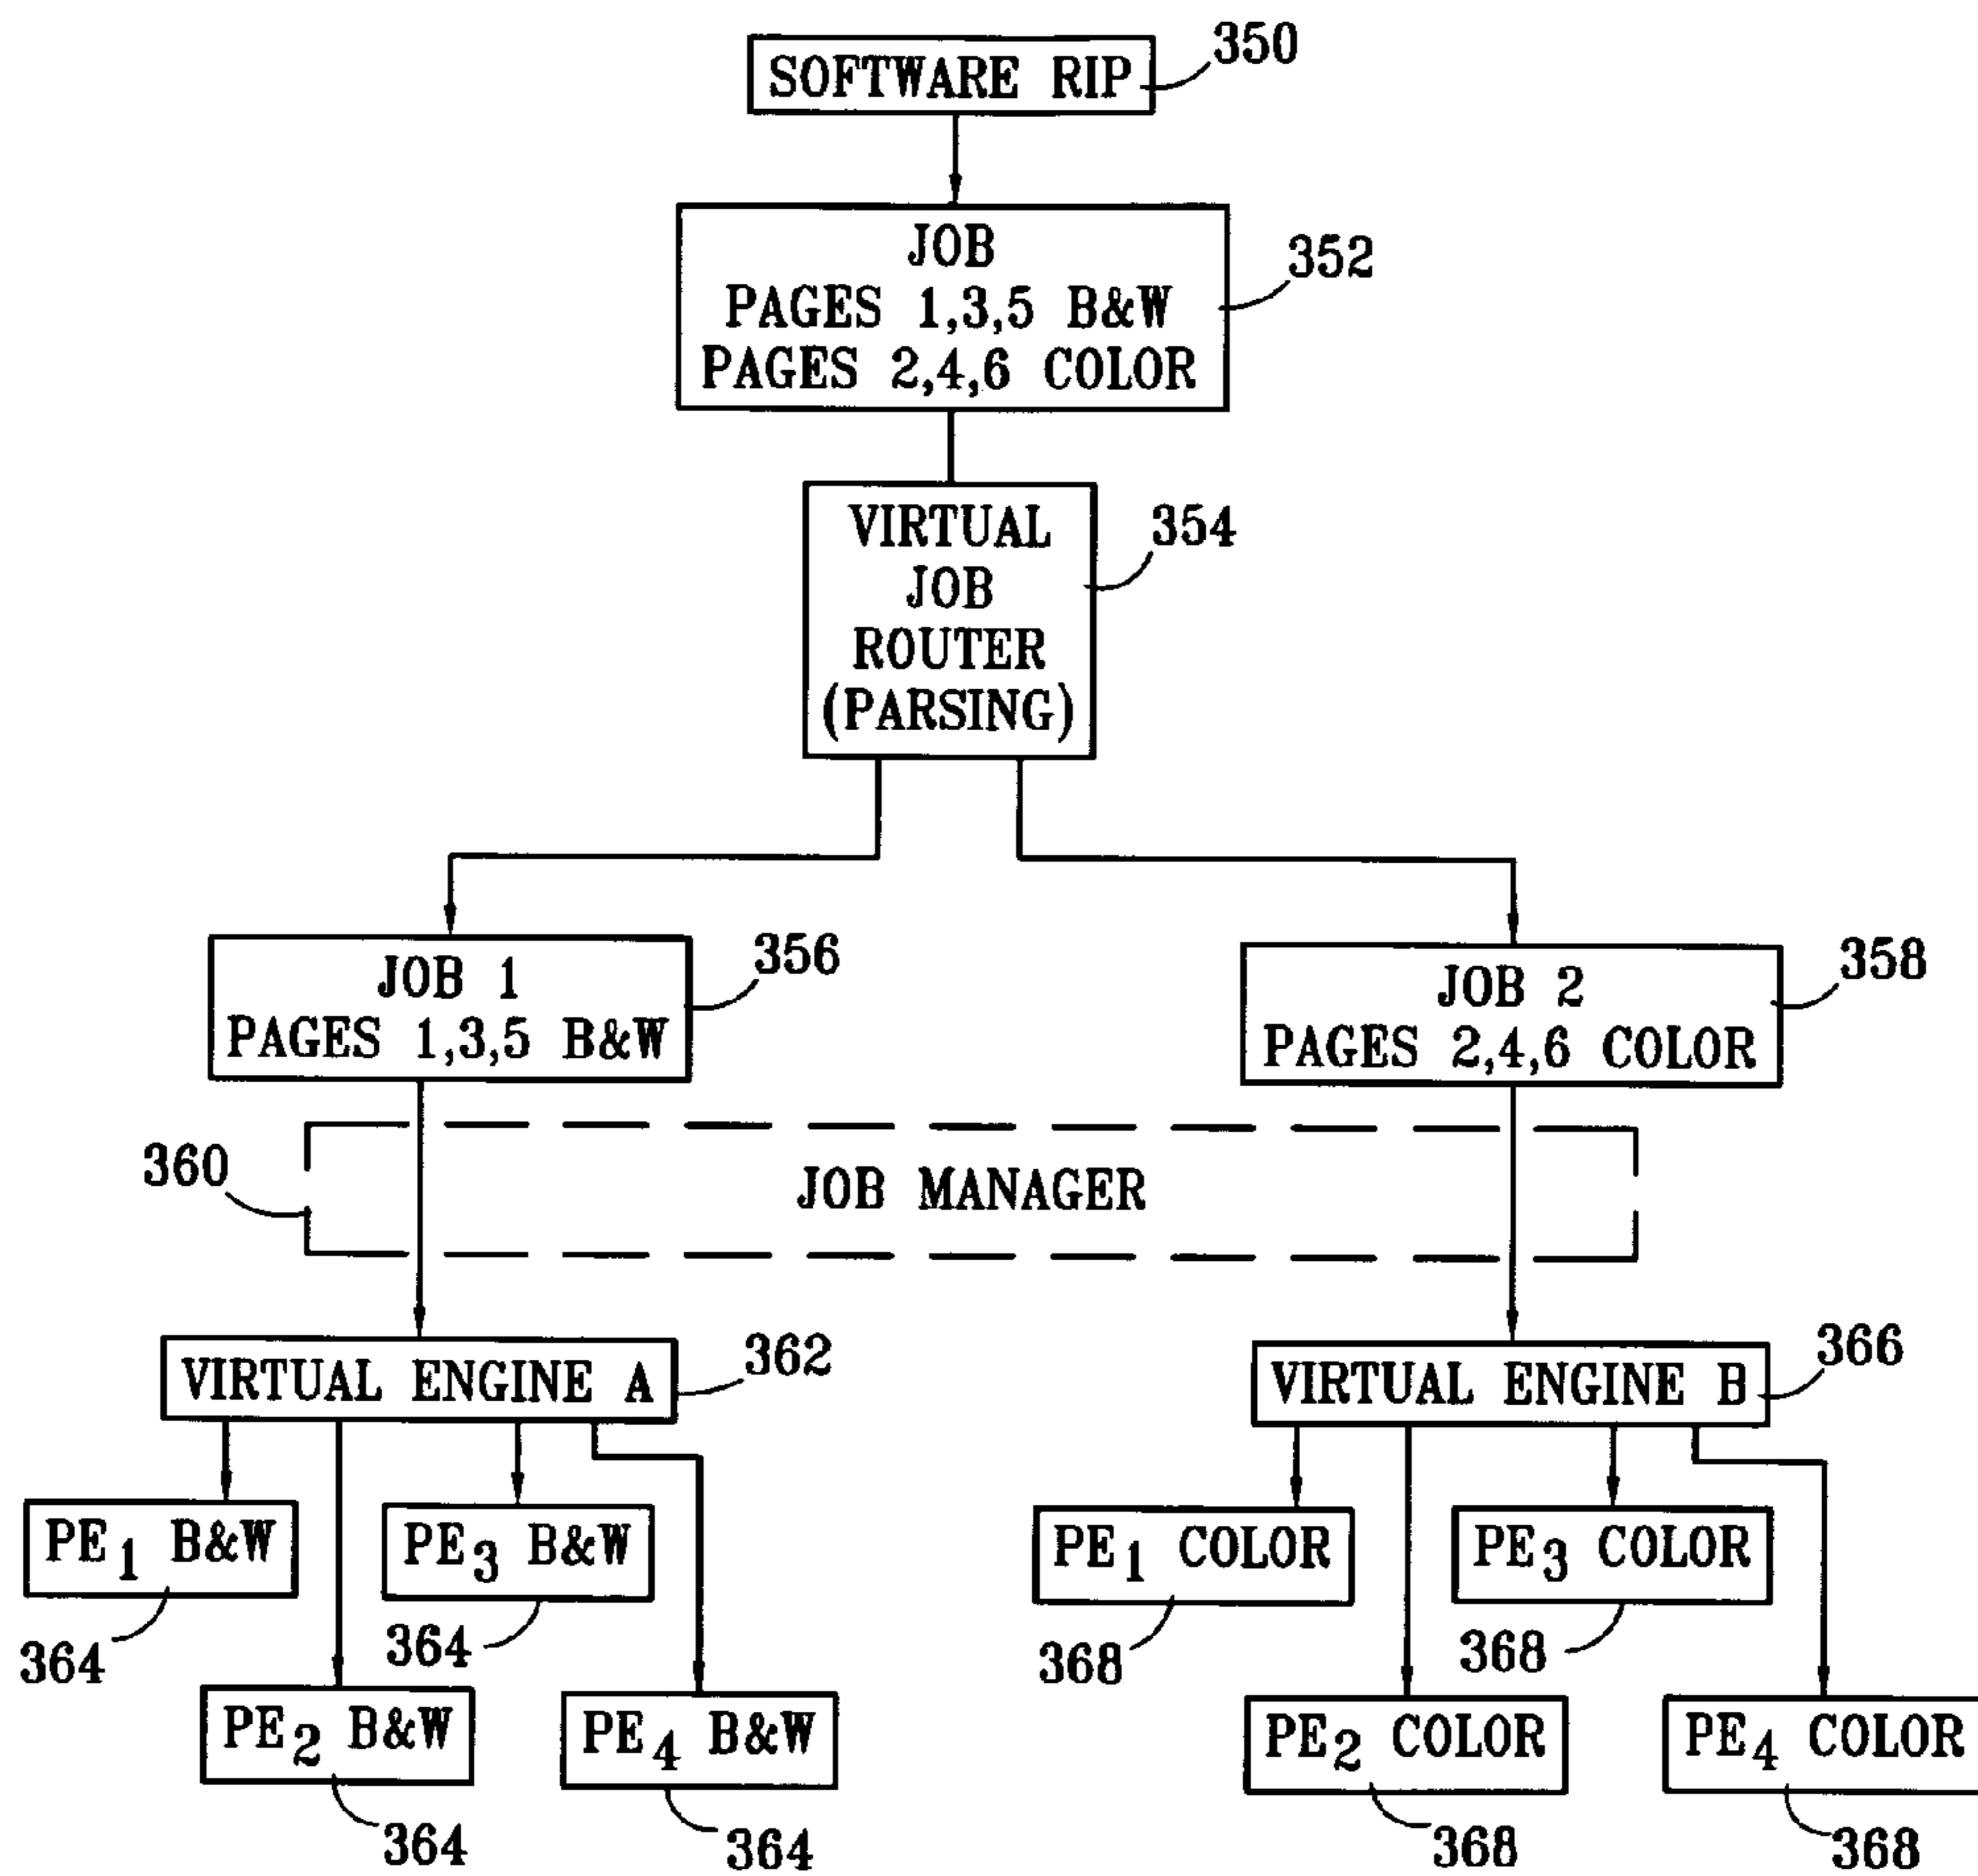 SOFTWARE RIP
350
JOB
PAGES 1,3,5 B&W
PAGES 2,4,6 COLOR
352
VIRTUAL
JOB
ROUTER
(PARSING)
354
JOB 1
PAGES 1,3,5 B&W
356
JOB 2
PAGES 2,4,6 COLOR
358
360
JOB MANAGER
VIRTUAL ENGINE A
362
VIRTUAL ENGINE B
366
PE1 B&W
364
PE3 B&W
364
PE1 COLOR
368
PE3 COLOR
368
PE2 B&W
364
PE4 B&W
364
PE2 COLOR
368
PE4 COLOR
368